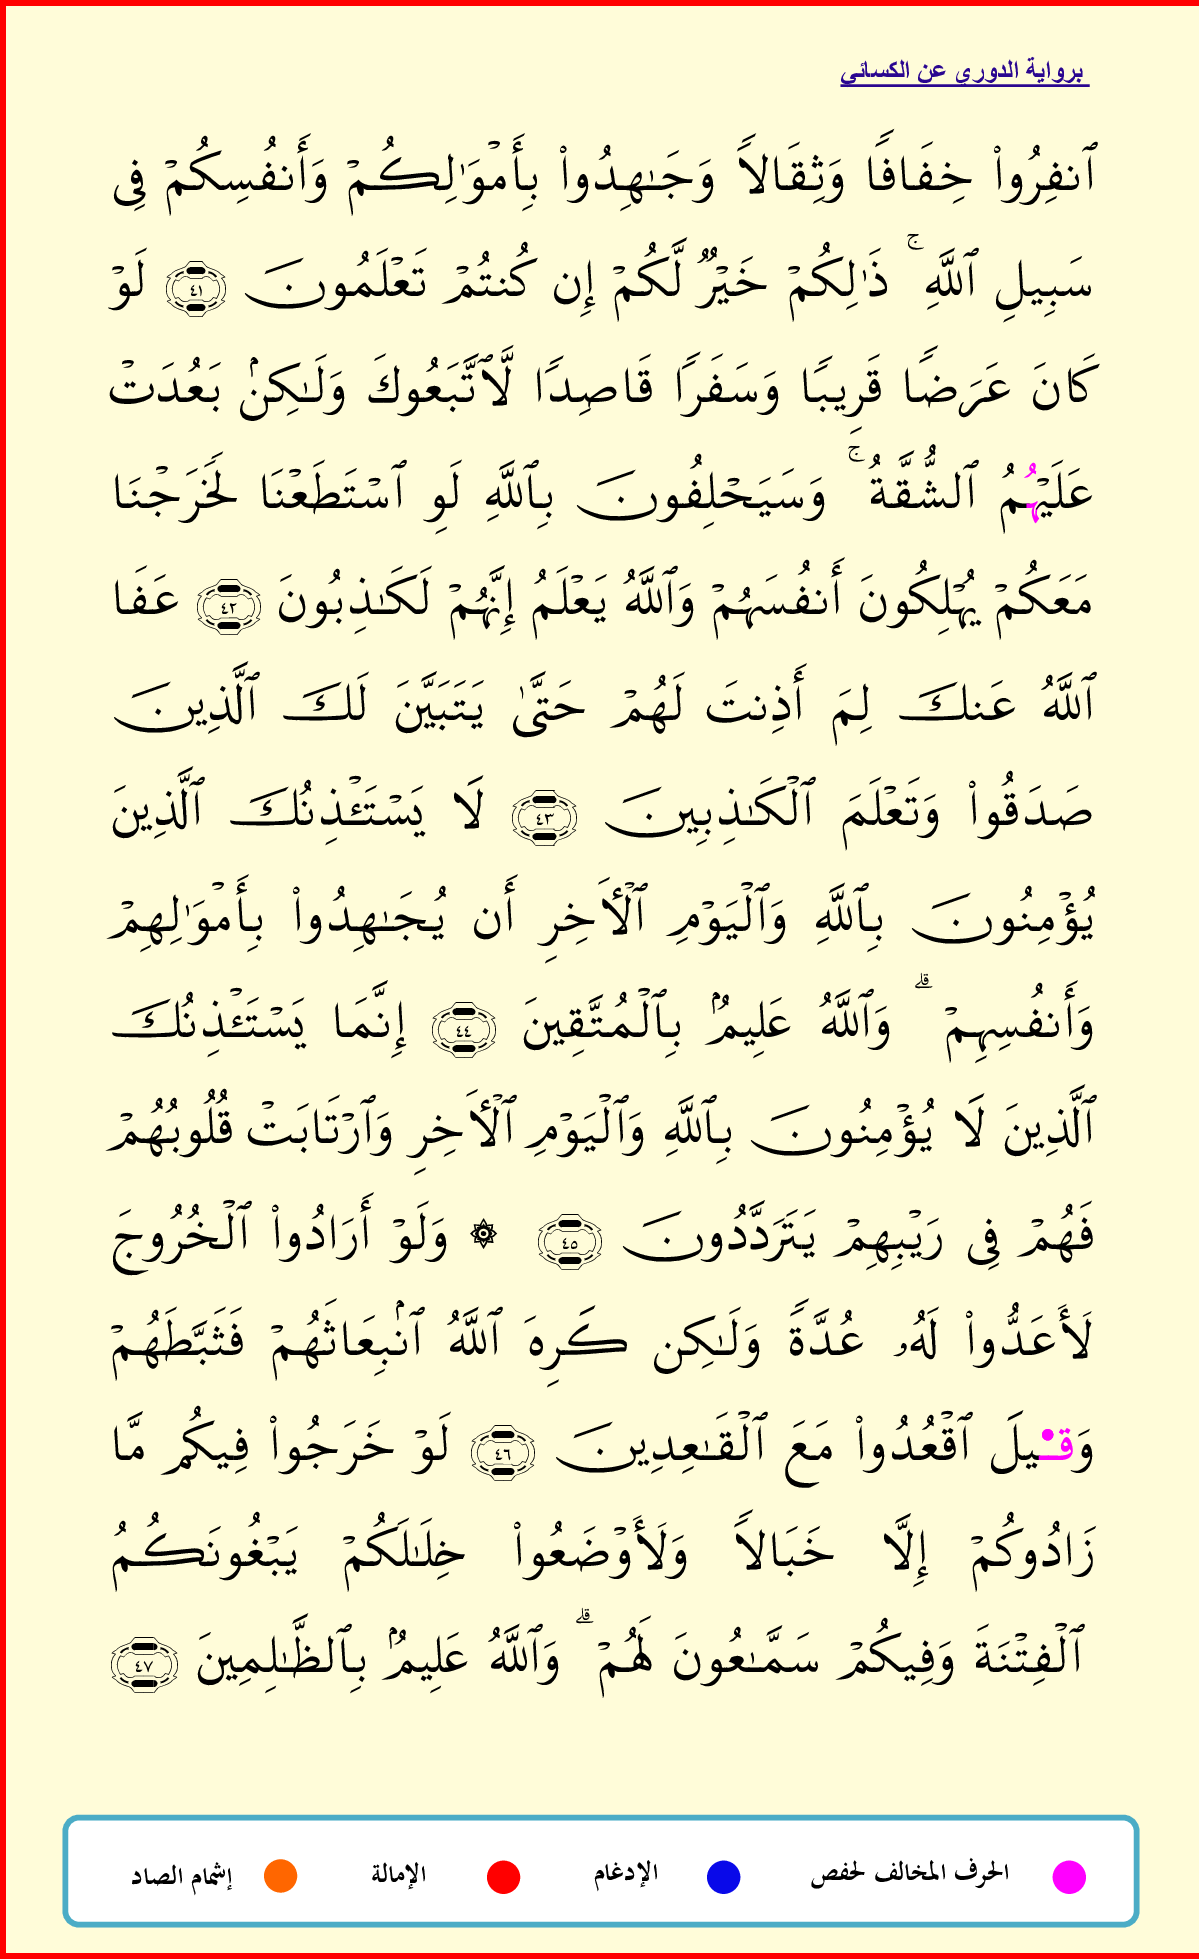 برواية الدوري عن الكسائي
ٱنفِرُوا۟ خِفَافًا وَثِقَالًا وَجَـٰهِدُوا۟ بِأَمْوَٰلِكُمْ وَأَنفُسِكُمْ فِى
سَبِيلِ ٱللَّهِ ۚ ذَٰلِكُمْ خَيْرٌ لَّكُمْ إِن كُنتُمْ تَعْلَمُونَ ٤١ لَوْ
كَانَ عَرَضًا قَرِيبًا وَسَفَرًا قَاصِدًا لَّٱتَّبَعُوكَ وَلَـٰكِنۢ بَعُدَتْ
عَلَيْهُمُ ٱلشُّقَّةُ ۚ وَسَيَحْلِفُونَ بِٱللَّهِ لَوِ ٱسْتَطَعْنَا لَخَرَجْنَا
مَعَكُمْ يُهْلِكُونَ أَنفُسَهُمْ وَٱللَّهُ يَعْلَمُ إِنَّهُمْ لَكَـٰذِبُونَ ٤٢ عَفَا
ٱللَّهُ عَنكَ لِمَ أَذِنتَ لَهُمْ حَتَّىٰ يَتَبَيَّنَ لَكَ ٱلَّذِينَ
صَدَقُوا۟ وَتَعْلَمَ ٱلْكَـٰذِبِينَ ٤٣ لَا يَسْتَـْٔذِنُكَ ٱلَّذِينَ
يُؤْمِنُونَ بِٱللَّهِ وَٱلْيَوْمِ ٱلْأَخِرِ أَن يُجَـٰهِدُوا۟ بِأَمْوَٰلِهِمْ
وَأَنفُسِهِمْ ۗ وَٱللَّهُ عَلِيمٌۢ بِٱلْمُتَّقِينَ ٤٤ إِنَّمَا يَسْتَـْٔذِنُكَ
ٱلَّذِينَ لَا يُؤْمِنُونَ بِٱللَّهِ وَٱلْيَوْمِ ٱلْأَخِرِ وَٱرْتَابَتْ قُلُوبُهُمْ
فَهُمْ فِى رَيْبِهِمْ يَتَرَدَّدُونَ ٤٥ ۞ وَلَوْ أَرَادُوا۟ ٱلْخُرُوجَ
لَأَعَدُّوا۟ لَهُۥ عُدَّةً وَلَـٰكِن كَرِهَ ٱللَّهُ ٱنۢبِعَاثَهُمْ فَثَبَّطَهُمْ
وَقِيلَ ٱقْعُدُوا۟ مَعَ ٱلْقَـٰعِدِينَ ٤٦ لَوْ خَرَجُوا۟ فِيكُم مَّا
زَادُوكُمْ إِلَّا خَبَالًا وَلَأَوْضَعُوا۟ خِلَـٰلَكُمْ يَبْغُونَكُمُ
ٱلْفِتْنَةَ وَفِيكُمْ سَمَّـٰعُونَ لَهُمْ ۗ وَٱللَّهُ عَلِيمٌۢ بِٱلظَّـٰلِمِينَ ٤٧
الحرف المخالف لحفص الإدغام الإمالة إشمام الصاد